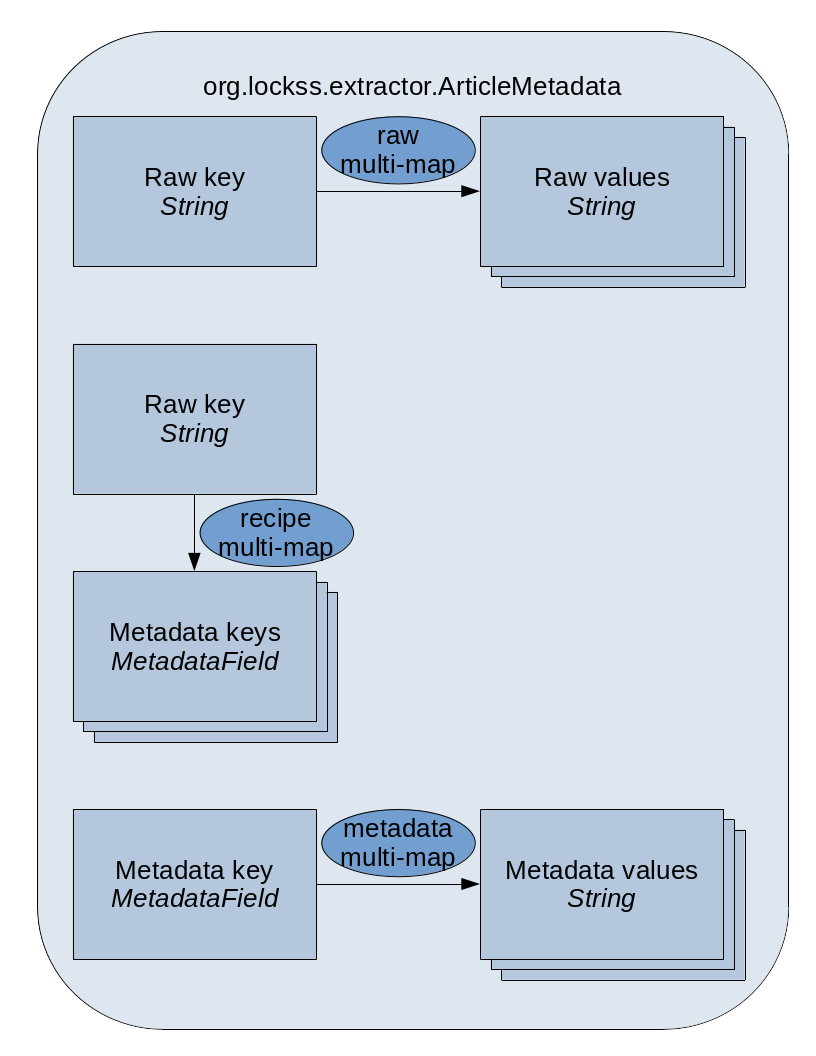 org.lockss.extractor.ArticleMetadata
Raw key
String
raw
multi-map
Raw values
String
Raw key
String
recipe
multi-map
Metadata keys
MetadataField
Metadata key
MetadataField
metadata
multi-map
Metadata values
String